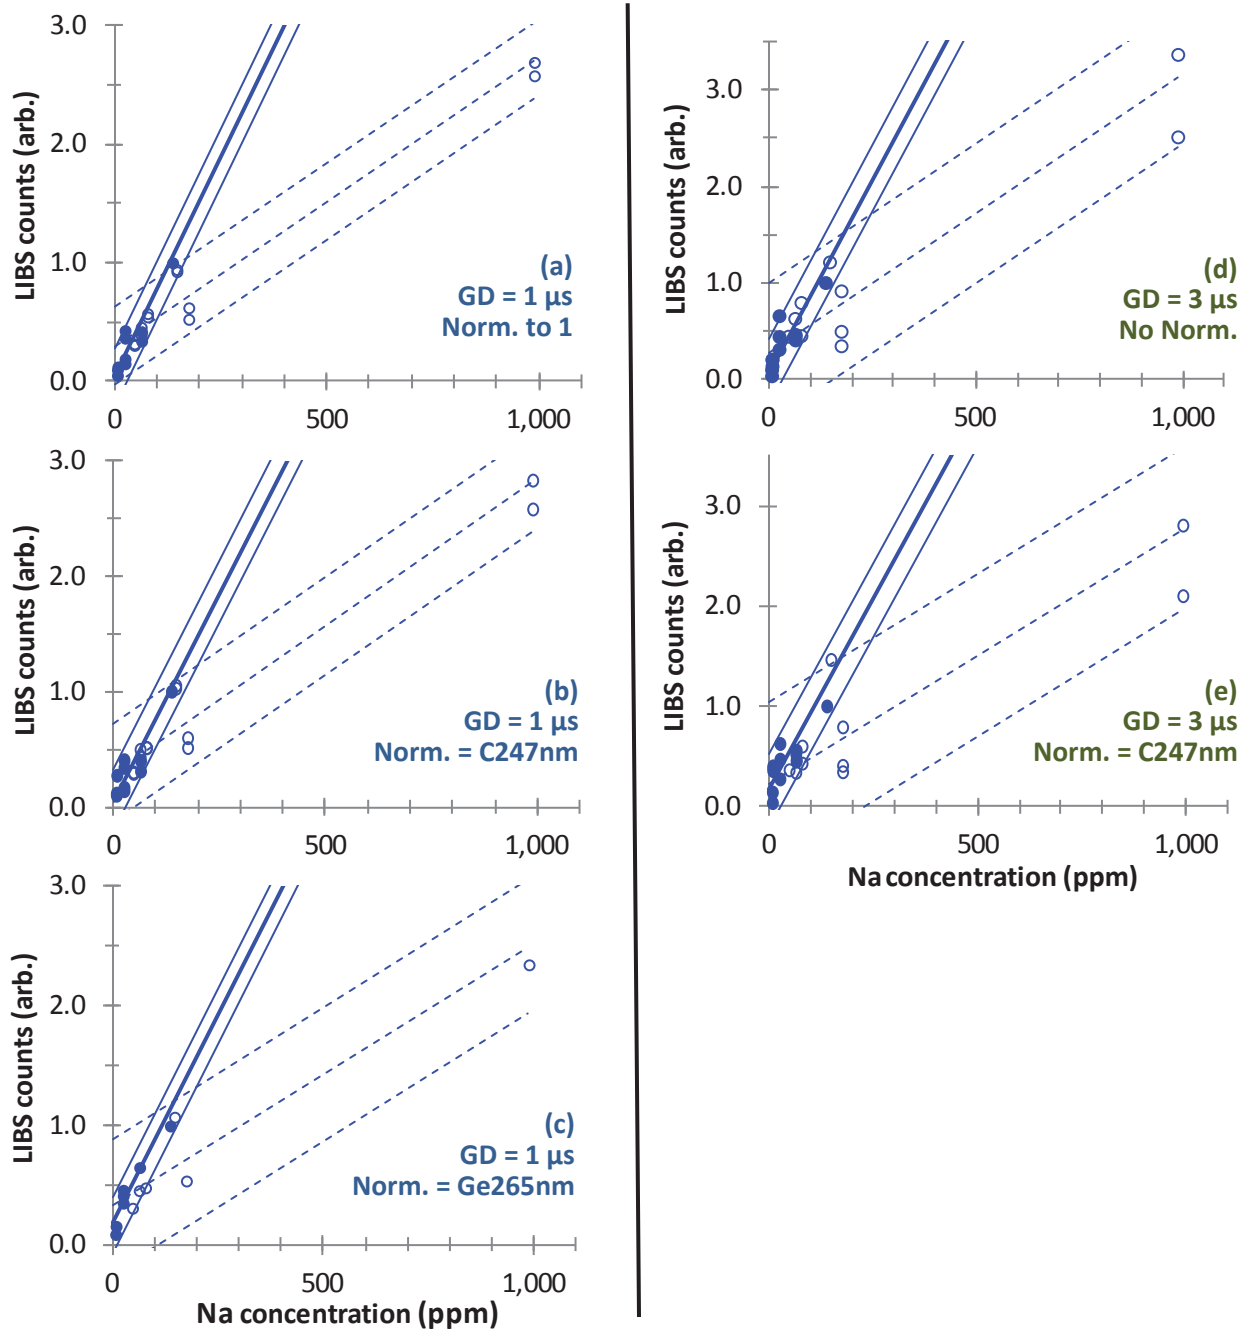 3.0
2.0
1.0
0.0
0
500
1,000
LIBS counts (arb.)
(a)
GD = 1 µs
Norm. to 1
3.0
2.0
1.0
0.0
0
500
1,000
LIBS counts (arb.)
(b)
GD = 1 µs
Norm. = C247nm
3.0
2.0
1.0
0.0
0
500
1,000
LIBS counts (arb.)
(c)
GD = 1 µs
Norm. = Ge265nm
Na concentration (ppm)
3.0
2.0
1.0
0.0
0
500
1,000
LIBS counts (arb.)
(d)
GD = 3 µs
No Norm.
3.0
2.0
1.0
0.0
0
500
1,000
LIBS counts (arb.)
(e)
GD = 3 µs
Norm. = C247nm
Na concentration (ppm)